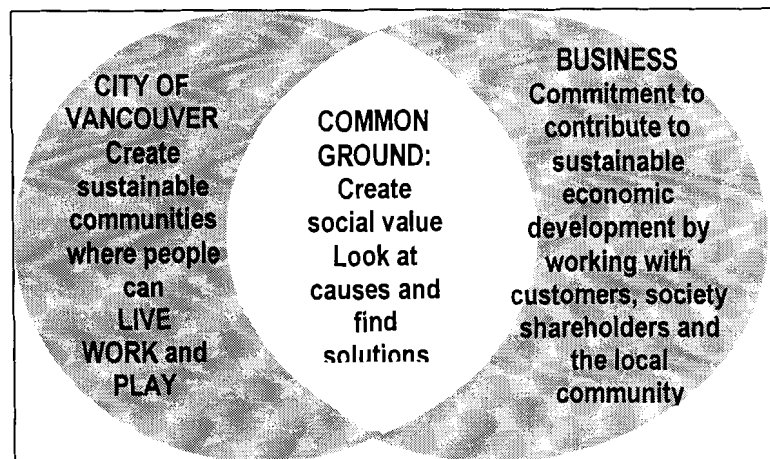 CITY OF
VANCOUVER
Create
sustainable
communities
where people
can
LIVE
WORK and
PLAY
COMMON
GROUND:
Create
social value
Look at
causes and
find
solutions
BUSINESS
Commitment to
contribute to
sustainable
economic
development by
working with
customers, society
shareholders and
the local
community